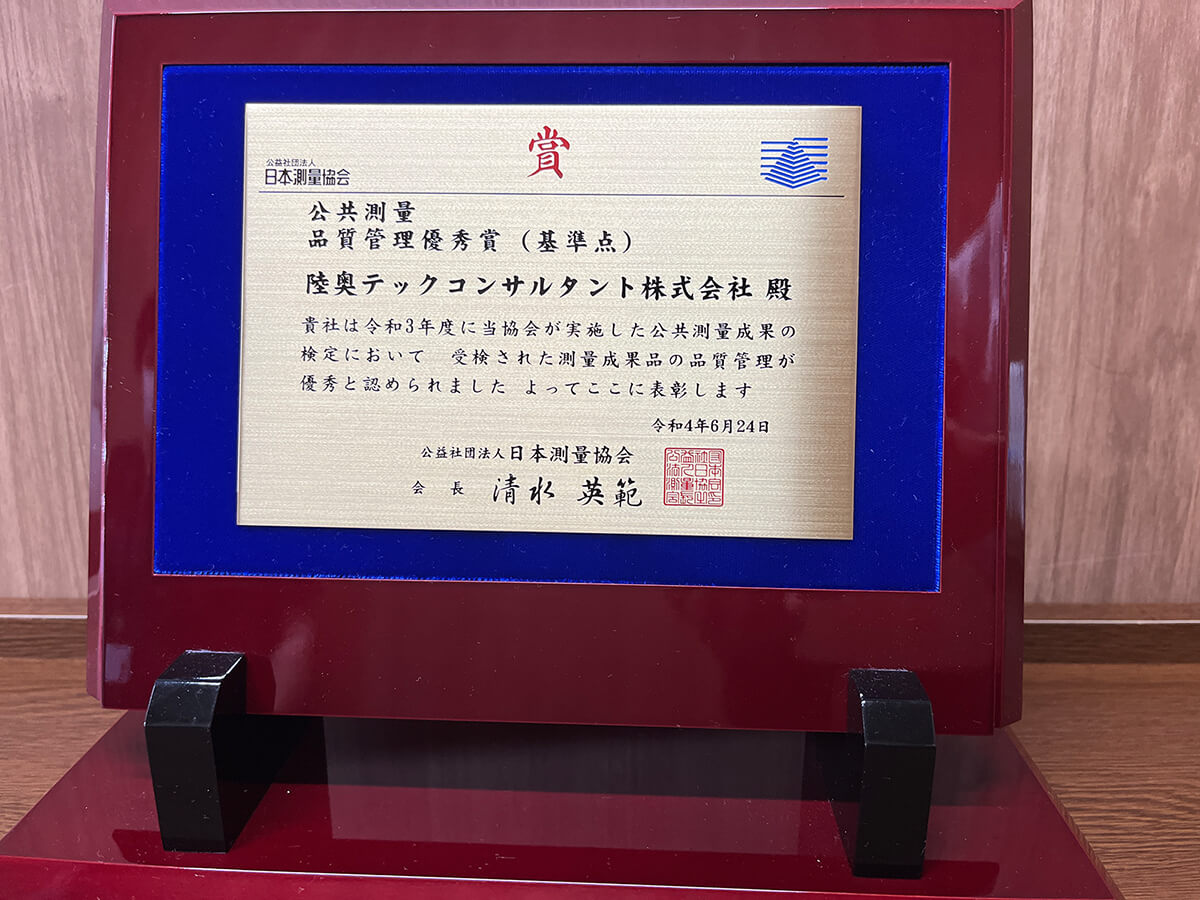 賞
公益社団法人
日本測量協会
公共測量
品質管理優秀賞（基準点）
陸奥テックコンサルタント株式会社 殿
貴社は令和3年度に当協会が実施した公共測量成果の
検定において　受検された測量成果品の品質管理が
優秀と認められました よってここに表彰します
令和4年6月24日
公益社団法人日本測量協会
会 長 清水 英範